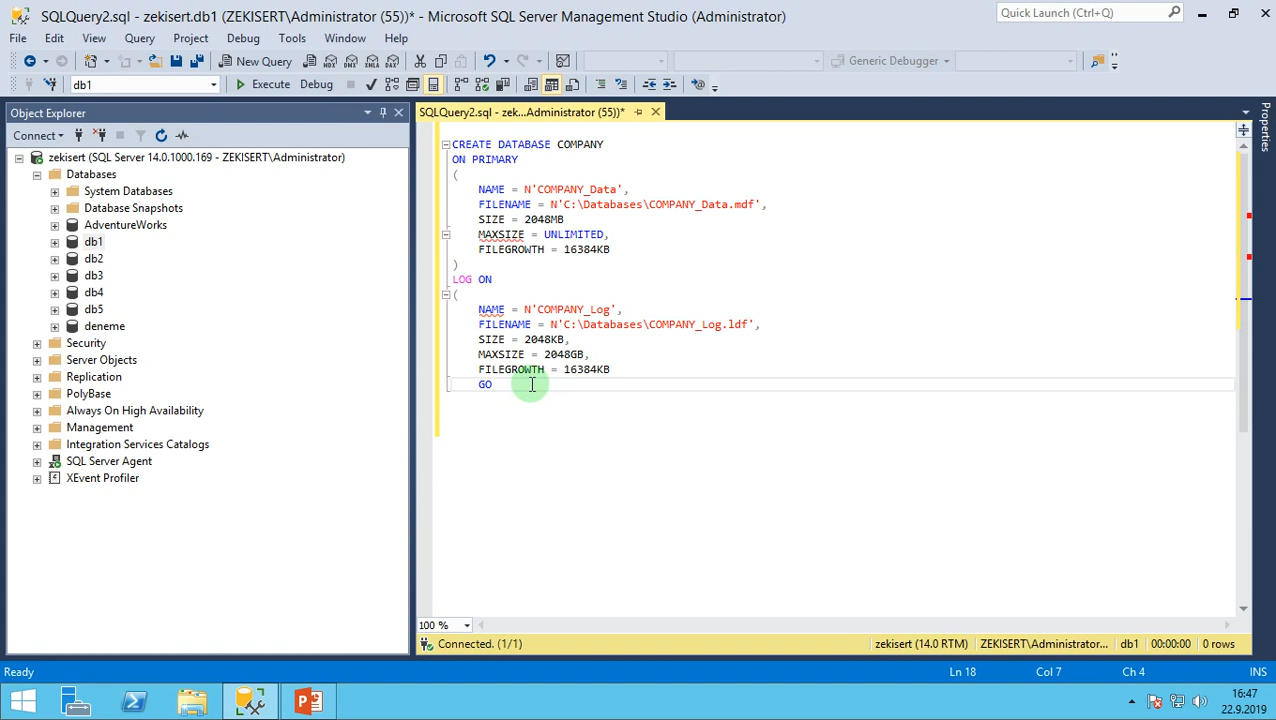 SQLQuery2.sql - zekisert.db1 (ZEKISERT\Administrator (55))* - Microsoft SQL Server Management Studio (Administrator)
Quick Launch (Ctrl+Q)
File Edit View Query Project Debug Tools Window Help
New Query
MDX DMX XMLA DAX
Generic Debugger
db1
Execute Debug
Object Explorer
SQLQuery2.sql - zek...Administrator (55))*
Properties
Connect
zekisert (SQL Server 14.0.1000.169 - ZEKISERT\Administrator)
Databases
System Databases
Database Snapshots
AdventureWorks
db1
db2
db3
db4
db5
deneme
Security
Server Objects
Replication
PolyBase
Always On High Availability
Management
Integration Services Catalogs
SQL Server Agent
XEvent Profiler
CREATE DATABASE COMPANY
ON PRIMARY
(
NAME = N'COMPANY_Data',
FILENAME = N'C:\Databases\COMPANY_Data.mdf',
SIZE = 2048MB
MAXSIZE = UNLIMITED,
FILEGROWTH = 16384KB
)
LOG ON
(
NAME = N'COMPANY_Log',
FILENAME = N'C:\Databases\COMPANY_Log.ldf',
SIZE = 2048KB,
MAXSIZE = 2048GB,
FILEGROWTH = 16384KB
GO
100 %
Connected. (1/1)
zekisert (14.0 RTM) ZEKISERT\Administrator... db1 00:00:00 0 rows
Ready
Ln 18 Col 7 Ch 4 INS
16:47
22.9.2019